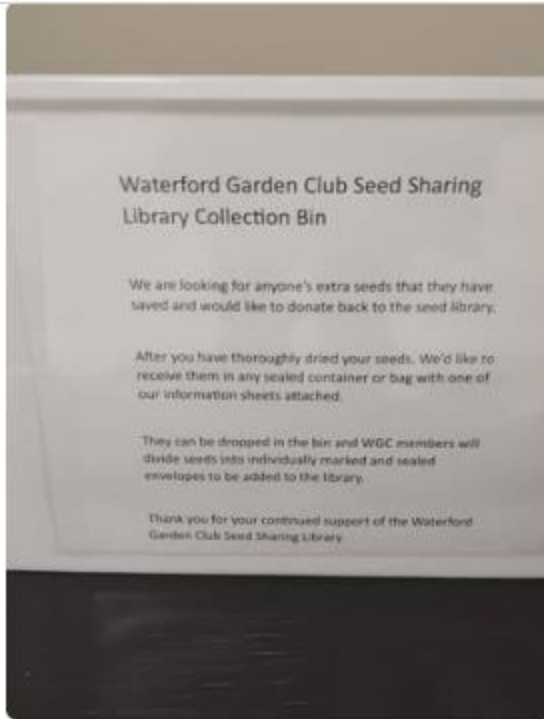 Waterford Garden Club Seed Sharing
Library Collection Bin
We are looking for anyone's extra seeds that they have
saved and would like to donate back to the seed library.
After you have thoroughly dried your seeds. We'd like to
receive them in any sealed container or bag with one of
our information sheets attached.
They can be dropped in the bin and WGC members will
divide seeds into individually marked and sealed
envelopes to be added to the library.
Thank you for your continued support of the Waterford
Garden Club Seed Sharing Library